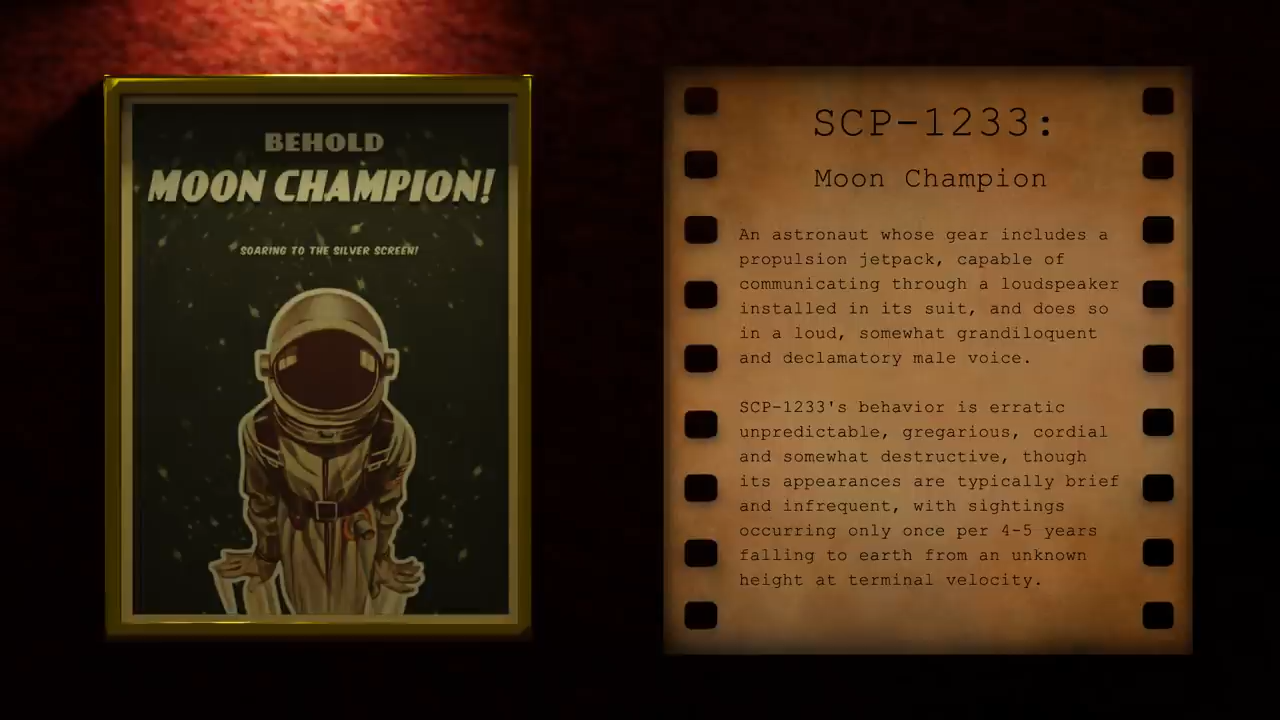 BEHOLD
MOON CHAMPION!
SOARING TO THE SILVER SCREEN!
SCP-1233:
Moon Champion
An astronaut whose gear includes a
propulsion jetpack, capable of
communicating through a loudspeaker
installed in its suit, and does so
in a loud, somewhat grandiloquent
and declamatory male voice.
SCP-1233's behavior is erratic
unpredictable, gregarious, cordial
and somewhat destructive, though
its appearances are typically brief
and infrequent, with sightings
occurring only once per 4-5 years
falling to earth from an unknown
height at terminal velocity.